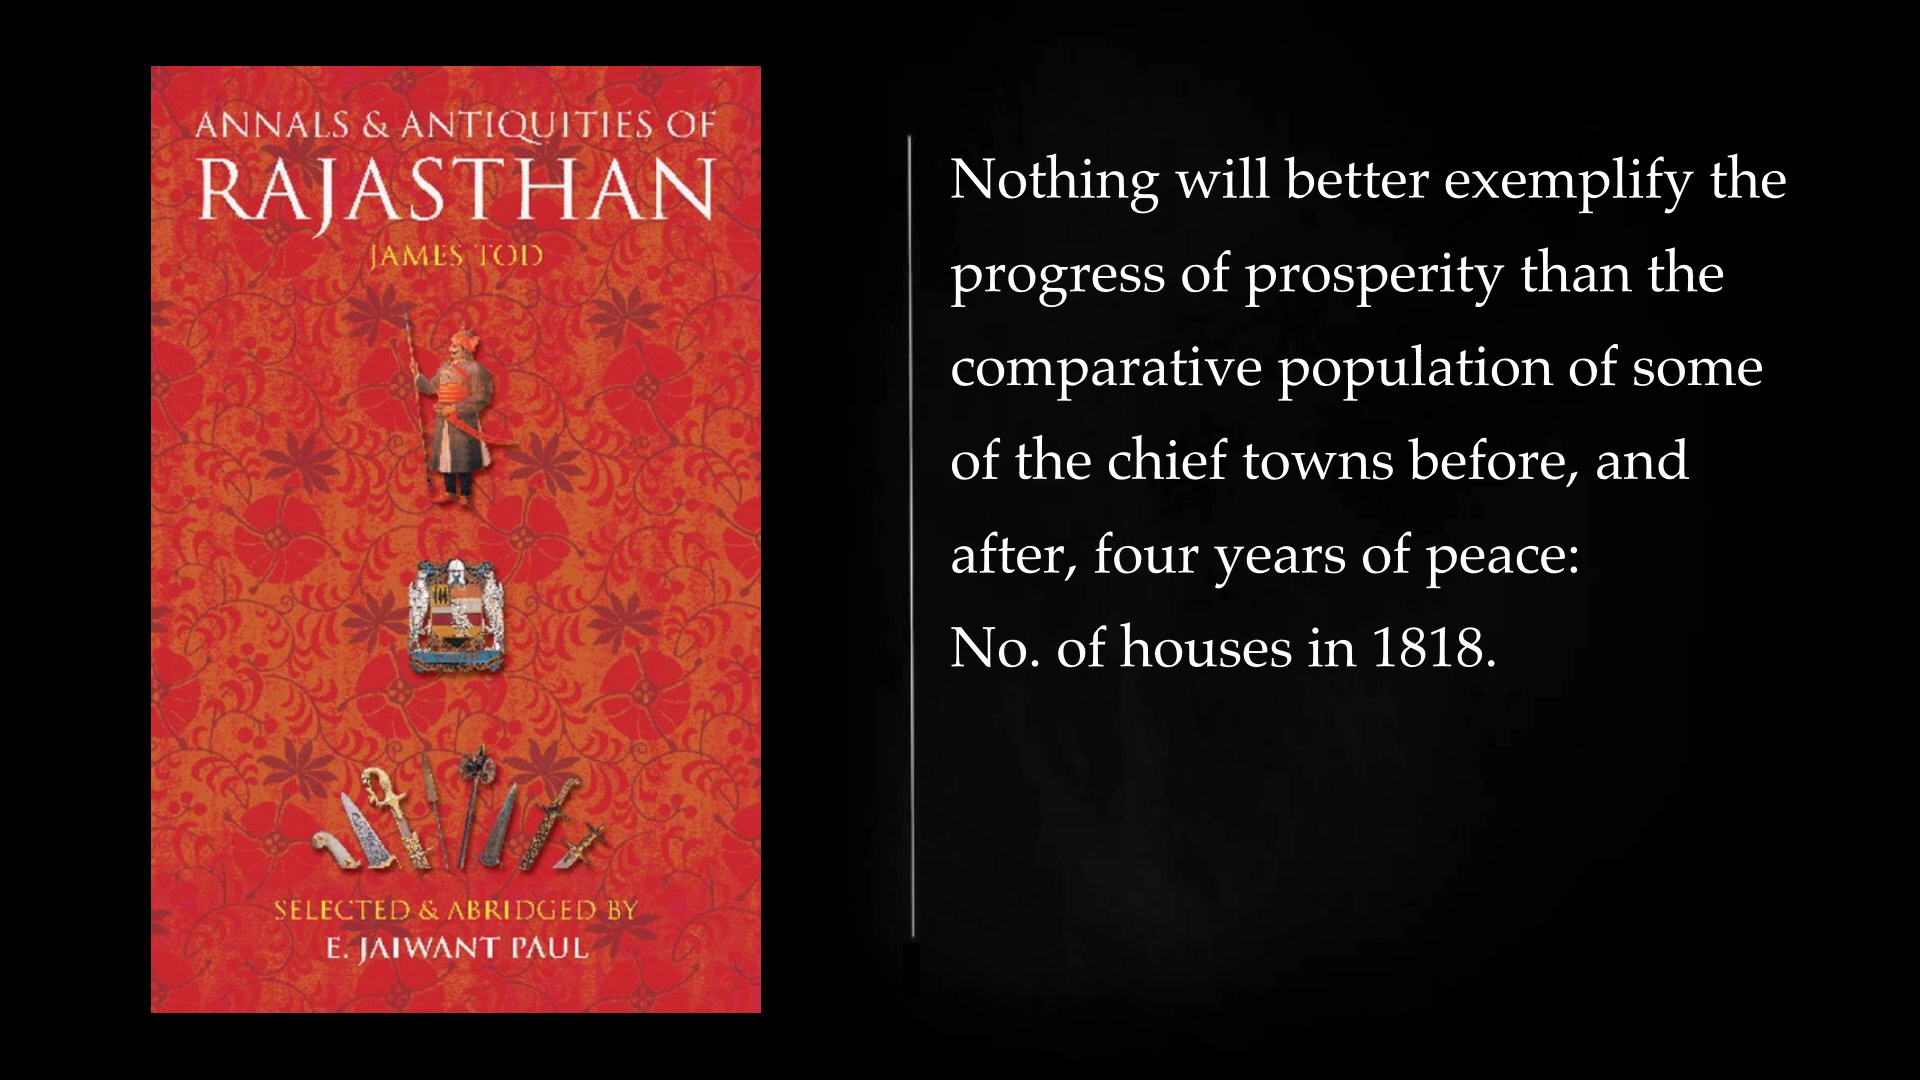 ANNALS & ANTIQUITIES OF
RAJASTHAN
JAMES TOD
SELECTED & ABRIDGED BY
E. JAIWANT PAUL
Nothing will better exemplify the
progress of prosperity than the
comparative population of some
of the chief towns before, and
after, four years of peace:
No. of houses in 1818.